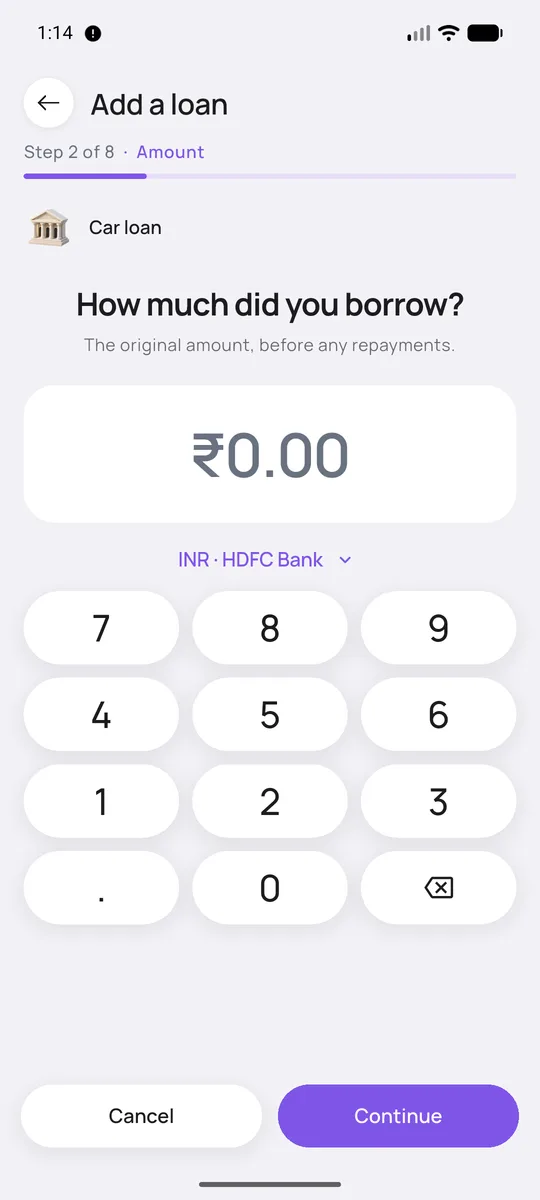 1:14
Add a loan
Step 2 of 8 · Amount
Car loan
How much did you borrow?
The original amount, before any repayments.
₹0.00
INR · HDFC Bank
7 8 9
4 5 6
1 2 3
. 0
Cancel Continue